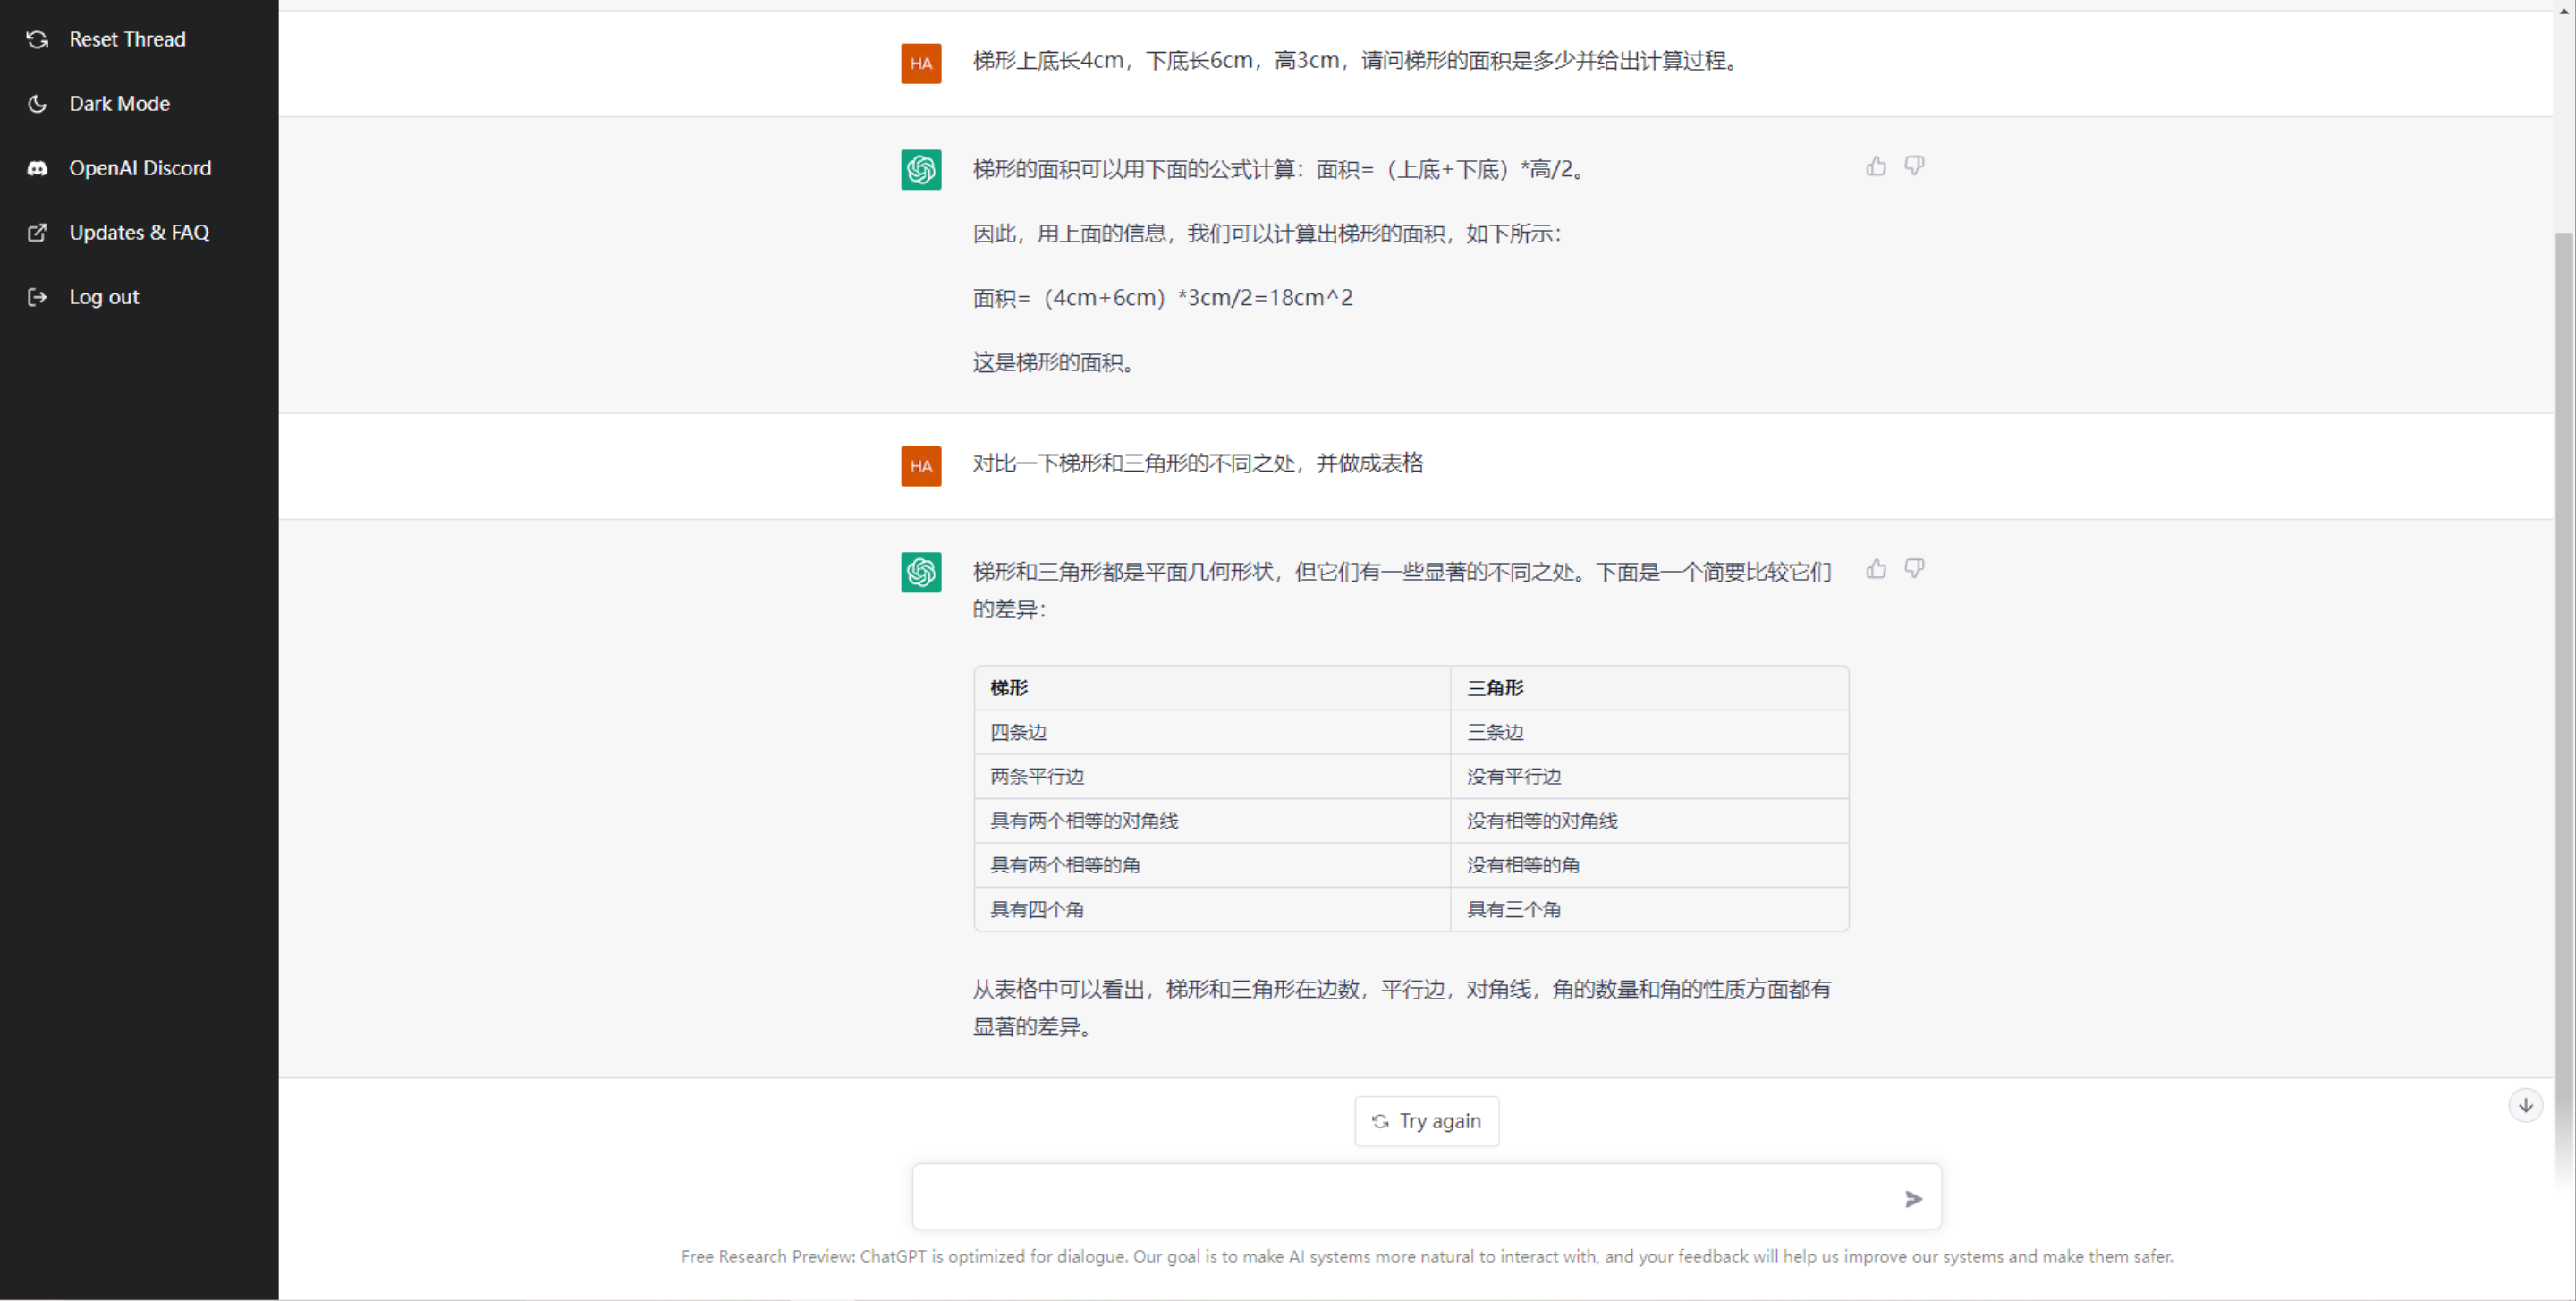 Reset Thread
Dark Mode
OpenAI Discord
Updates & FAQ
Log out
HA
梯形上底长4cm，下底长6cm，高3cm，请问梯形的面积是多少并给出计算过程。
梯形的面积可以用下面的公式计算：面积=（上底+下底）*高/2。
因此，用上面的信息，我们可以计算出梯形的面积，如下所示：
面积=（4cm+6cm）*3cm/2=18cm^2
这是梯形的面积。
HA
对比一下梯形和三角形的不同之处，并做成表格
梯形和三角形都是平面几何形状，但它们有一些显著的不同之处。下面是一个简要比较它们
的差异：
梯形 三角形
四条边 三条边
两条平行边 没有平行边
具有两个相等的对角线 没有相等的对角线
具有两个相等的角 没有相等的角
具有四个角 具有三个角
从表格中可以看出，梯形和三角形在边数，平行边，对角线，角的数量和角的性质方面都有
显著的差异。
Try again
Free Research Preview: ChatGPT is optimized for dialogue. Our goal is to make AI systems more natural to interact with, and your feedback will help us improve our systems and make them safer.